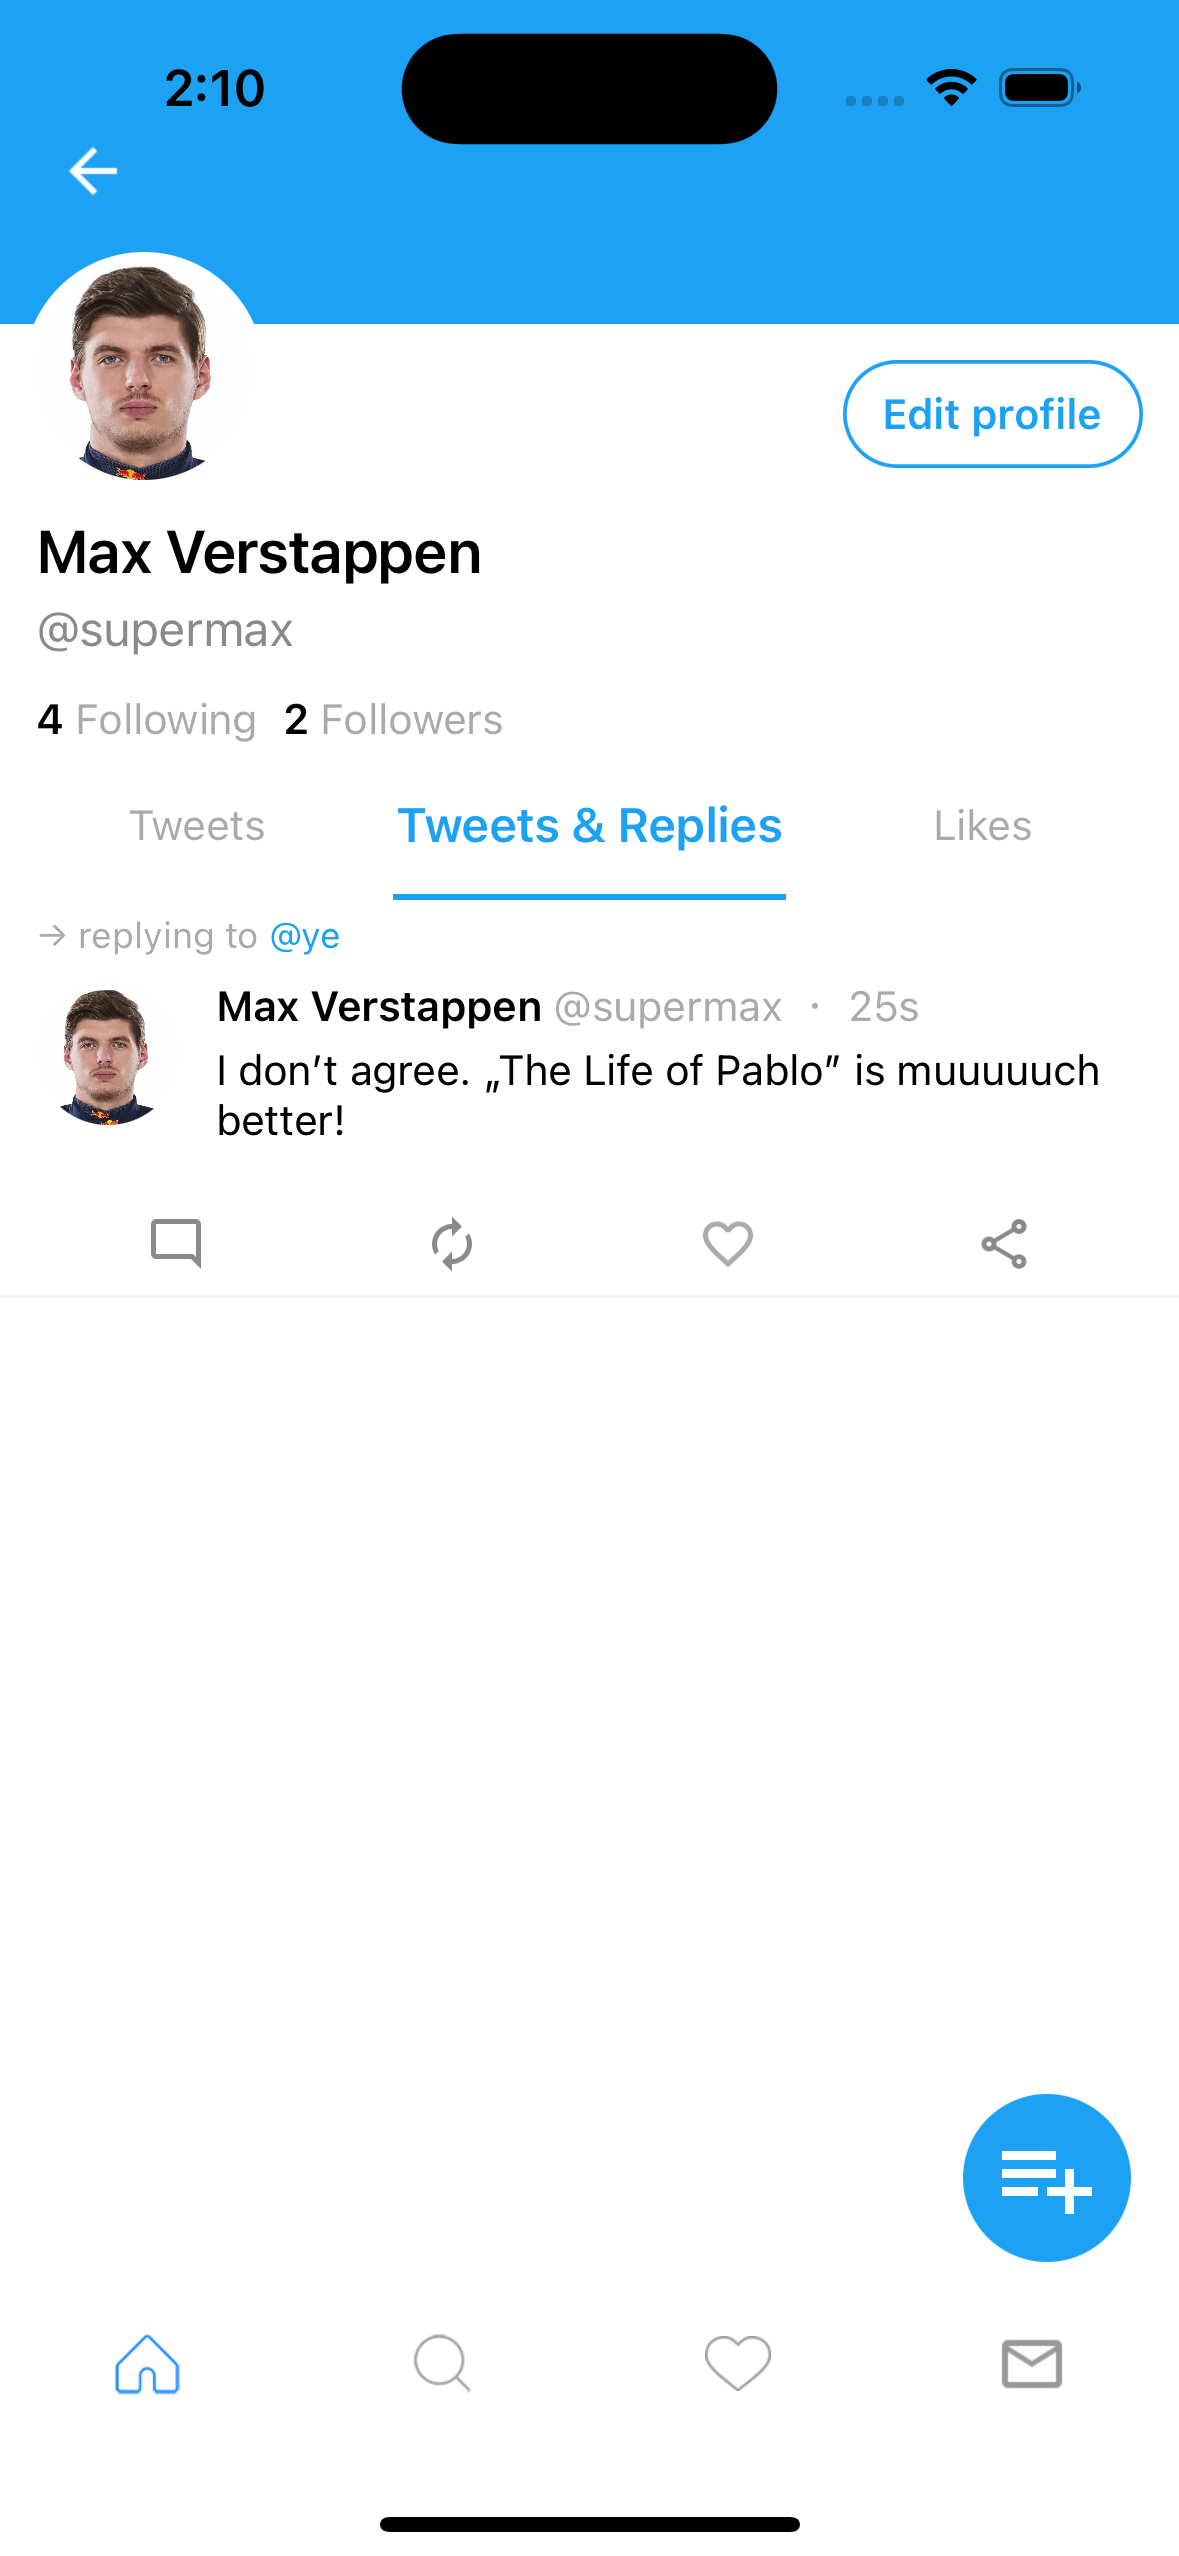 2:10
Edit profile
Max Verstappen
@supermax
4 Following 2 Followers
Tweets Tweets & Replies Likes
→ replying to @ye
Max Verstappen @supermax · 25s
I don’t agree. „The Life of Pablo” is muuuuuch
better!